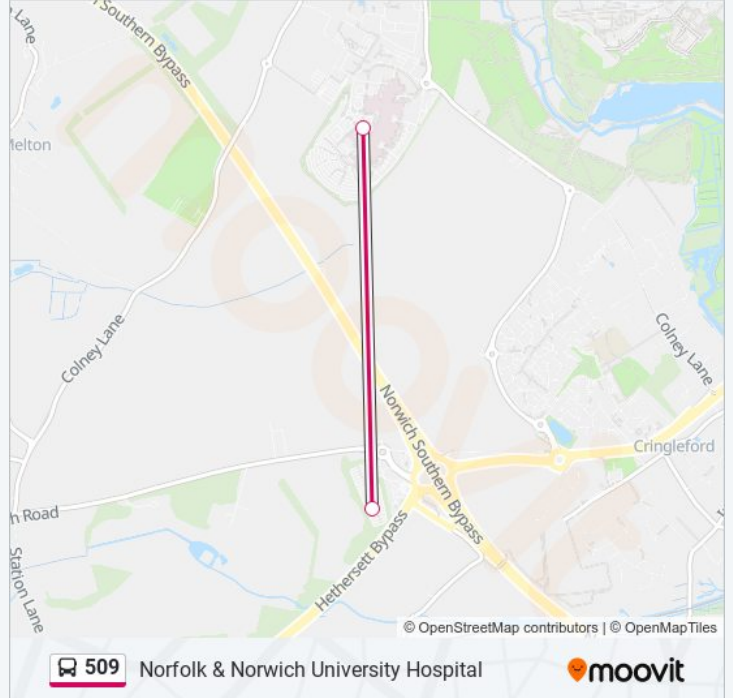 Lane
Southern Bypass
Melton
Colney Lane
Colney Lane
Norwich Southern Bypass
Cringleford
h Road
Station Lane
Hethersett Bypass
© OpenStreetMap contributors | © OpenMapTiles
509 Norfolk & Norwich University Hospital
moovit